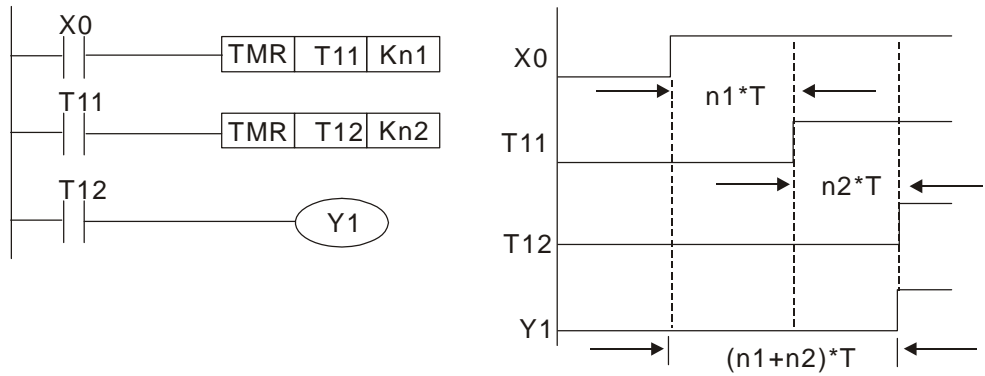 X0
TMR T11 Kn1
T11
TMR T12 Kn2
T12
Y1
X0
n1*T
T11
n2*T
T12
Y1
(n1+n2)*T